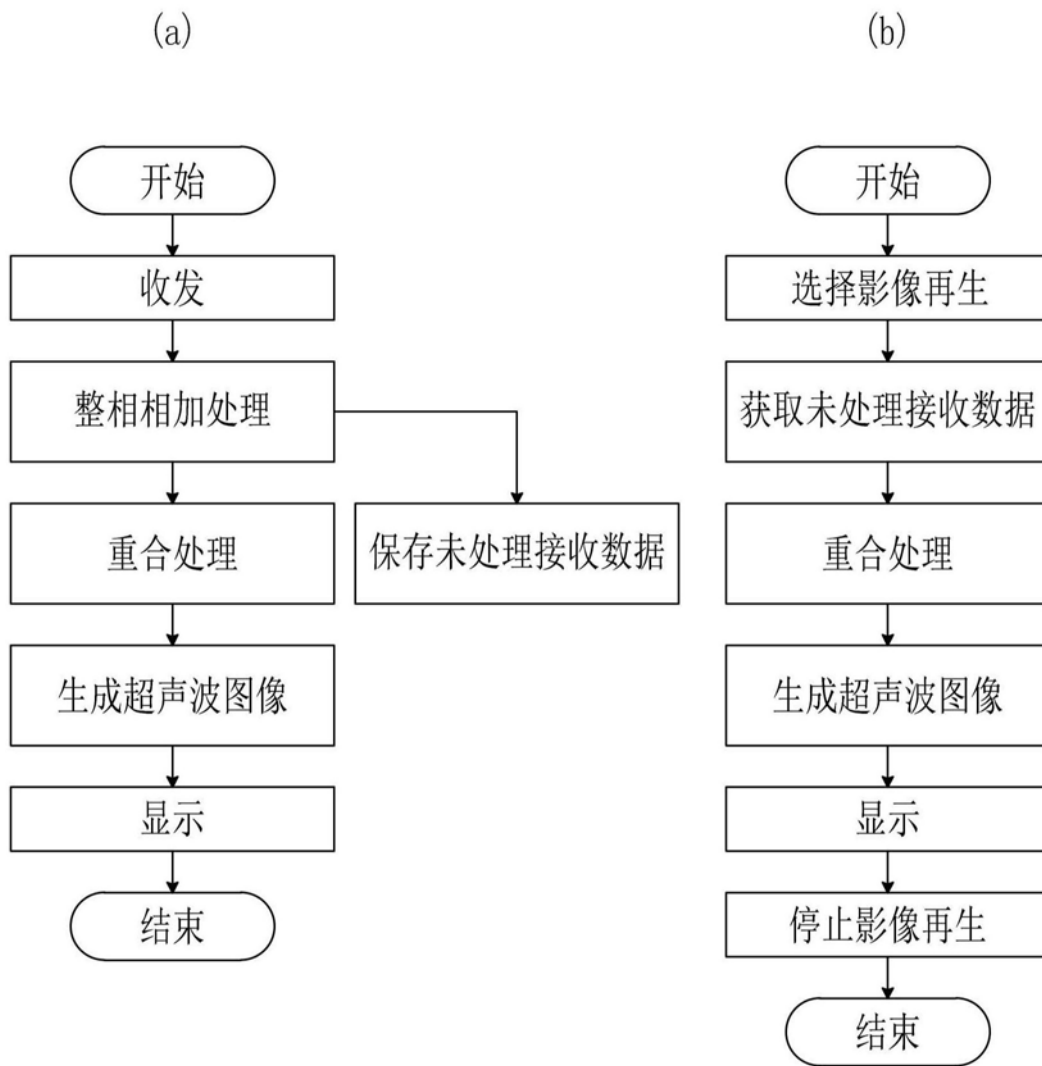 (a)
开始
收发
整相相加处理
重合处理
保存未处理接收数据
生成超声波图像
显示
结束
(b)
开始
选择影像再生
获取未处理接收数据
重合处理
生成超声波图像
显示
停止影像再生
结束